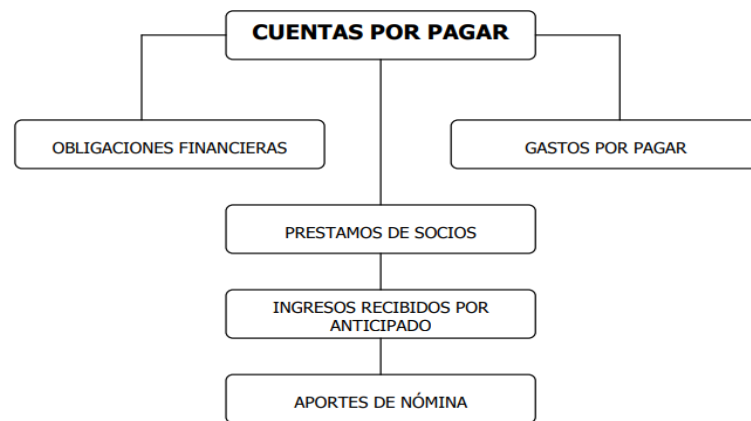 CUENTAS POR PAGAR
OBLIGACIONES FINANCIERAS
GASTOS POR PAGAR
PRESTAMOS DE SOCIOS
INGRESOS RECIBIDOS POR
ANTICIPADO
APORTES DE NÓMINA